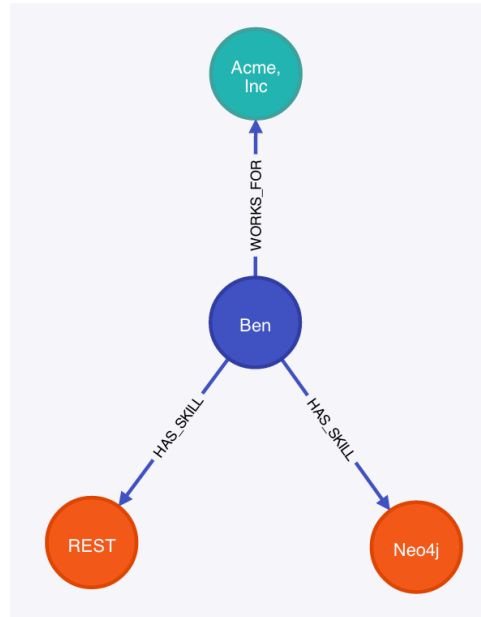 Acme,
Inc
WORKS_FOR
Ben
HAS_SKILL
HAS_SKILL
REST
Neo4j